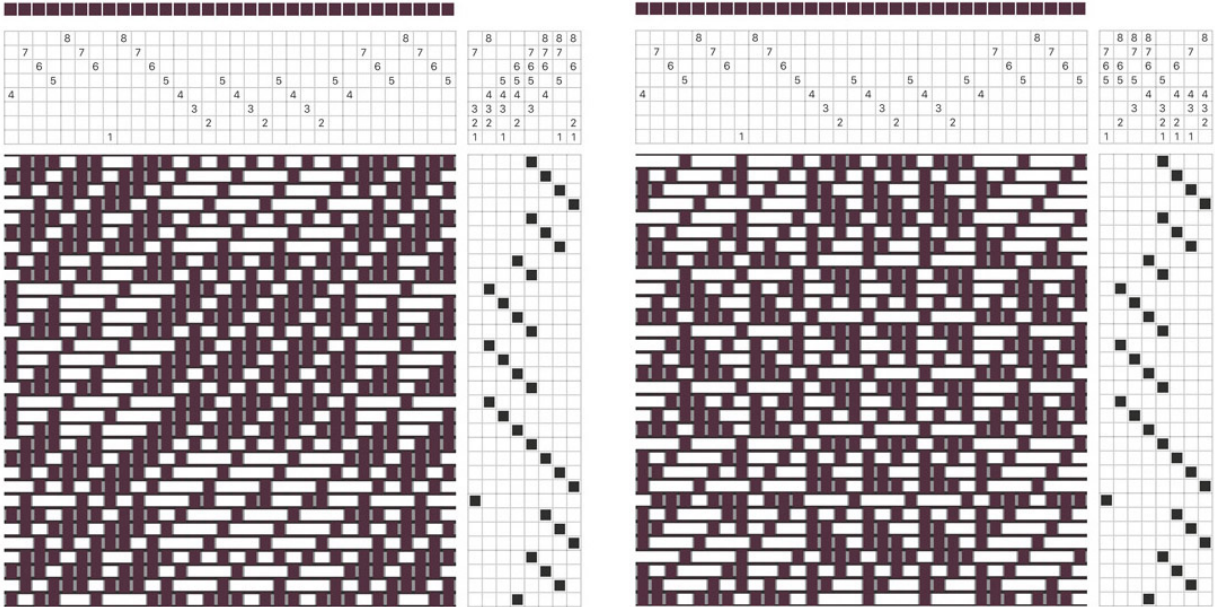 8 8 8
7 7 7 7 7
6 6 6 6 6
5 5 5 5 5 5 5
4 4 4 4 4
3 3 3
2 2 2
1
8 8 8 8
7 7 7 7
6 6 6 6
5 5 5 5
4 4 4 4
3 3 3 3
2 2 2 2
1 1 1 1
8 8 8
7 7 7 7 7
6 6 6 6 6
5 5 5 5 5 5 5
4 4 4 4 4
3 3 3
2 2 2
1
8 8 8 8
7 7 7 7
6 6 6 6
5 5 5 5
4 4 4 4
3 3 3 3
2 2 2 2
1 1 1 1